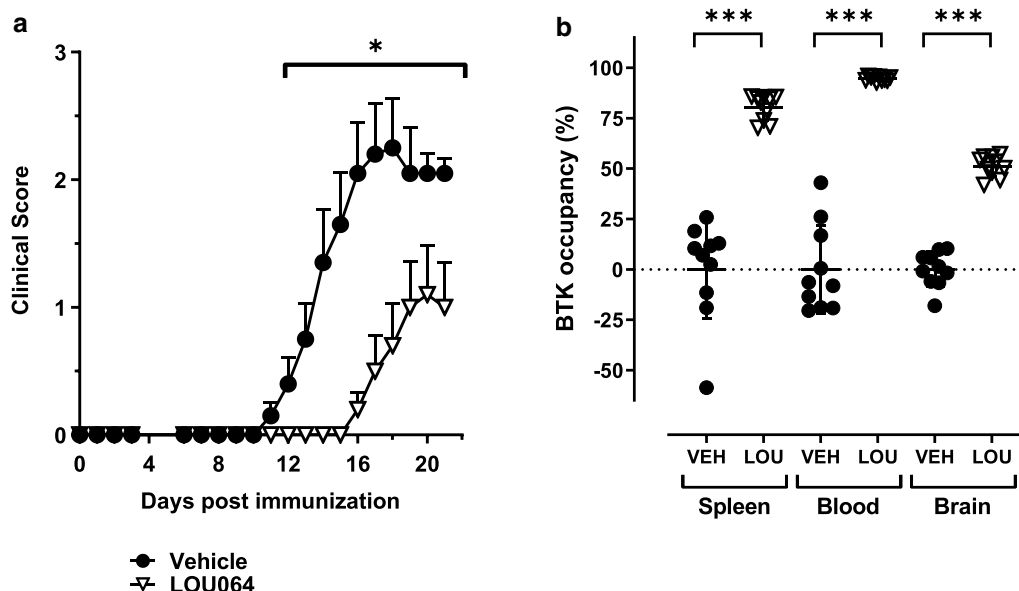 a
*
3
2
1
0
Clinical Score
0 4 8 12 16 20
Days post immunization
Vehicle
LOU064
b
*** *** ***
100
75
50
25
0
-25
-50
BTK occupancy (%)
VEH LOU VEH LOU VEH LOU
Spleen Blood Brain